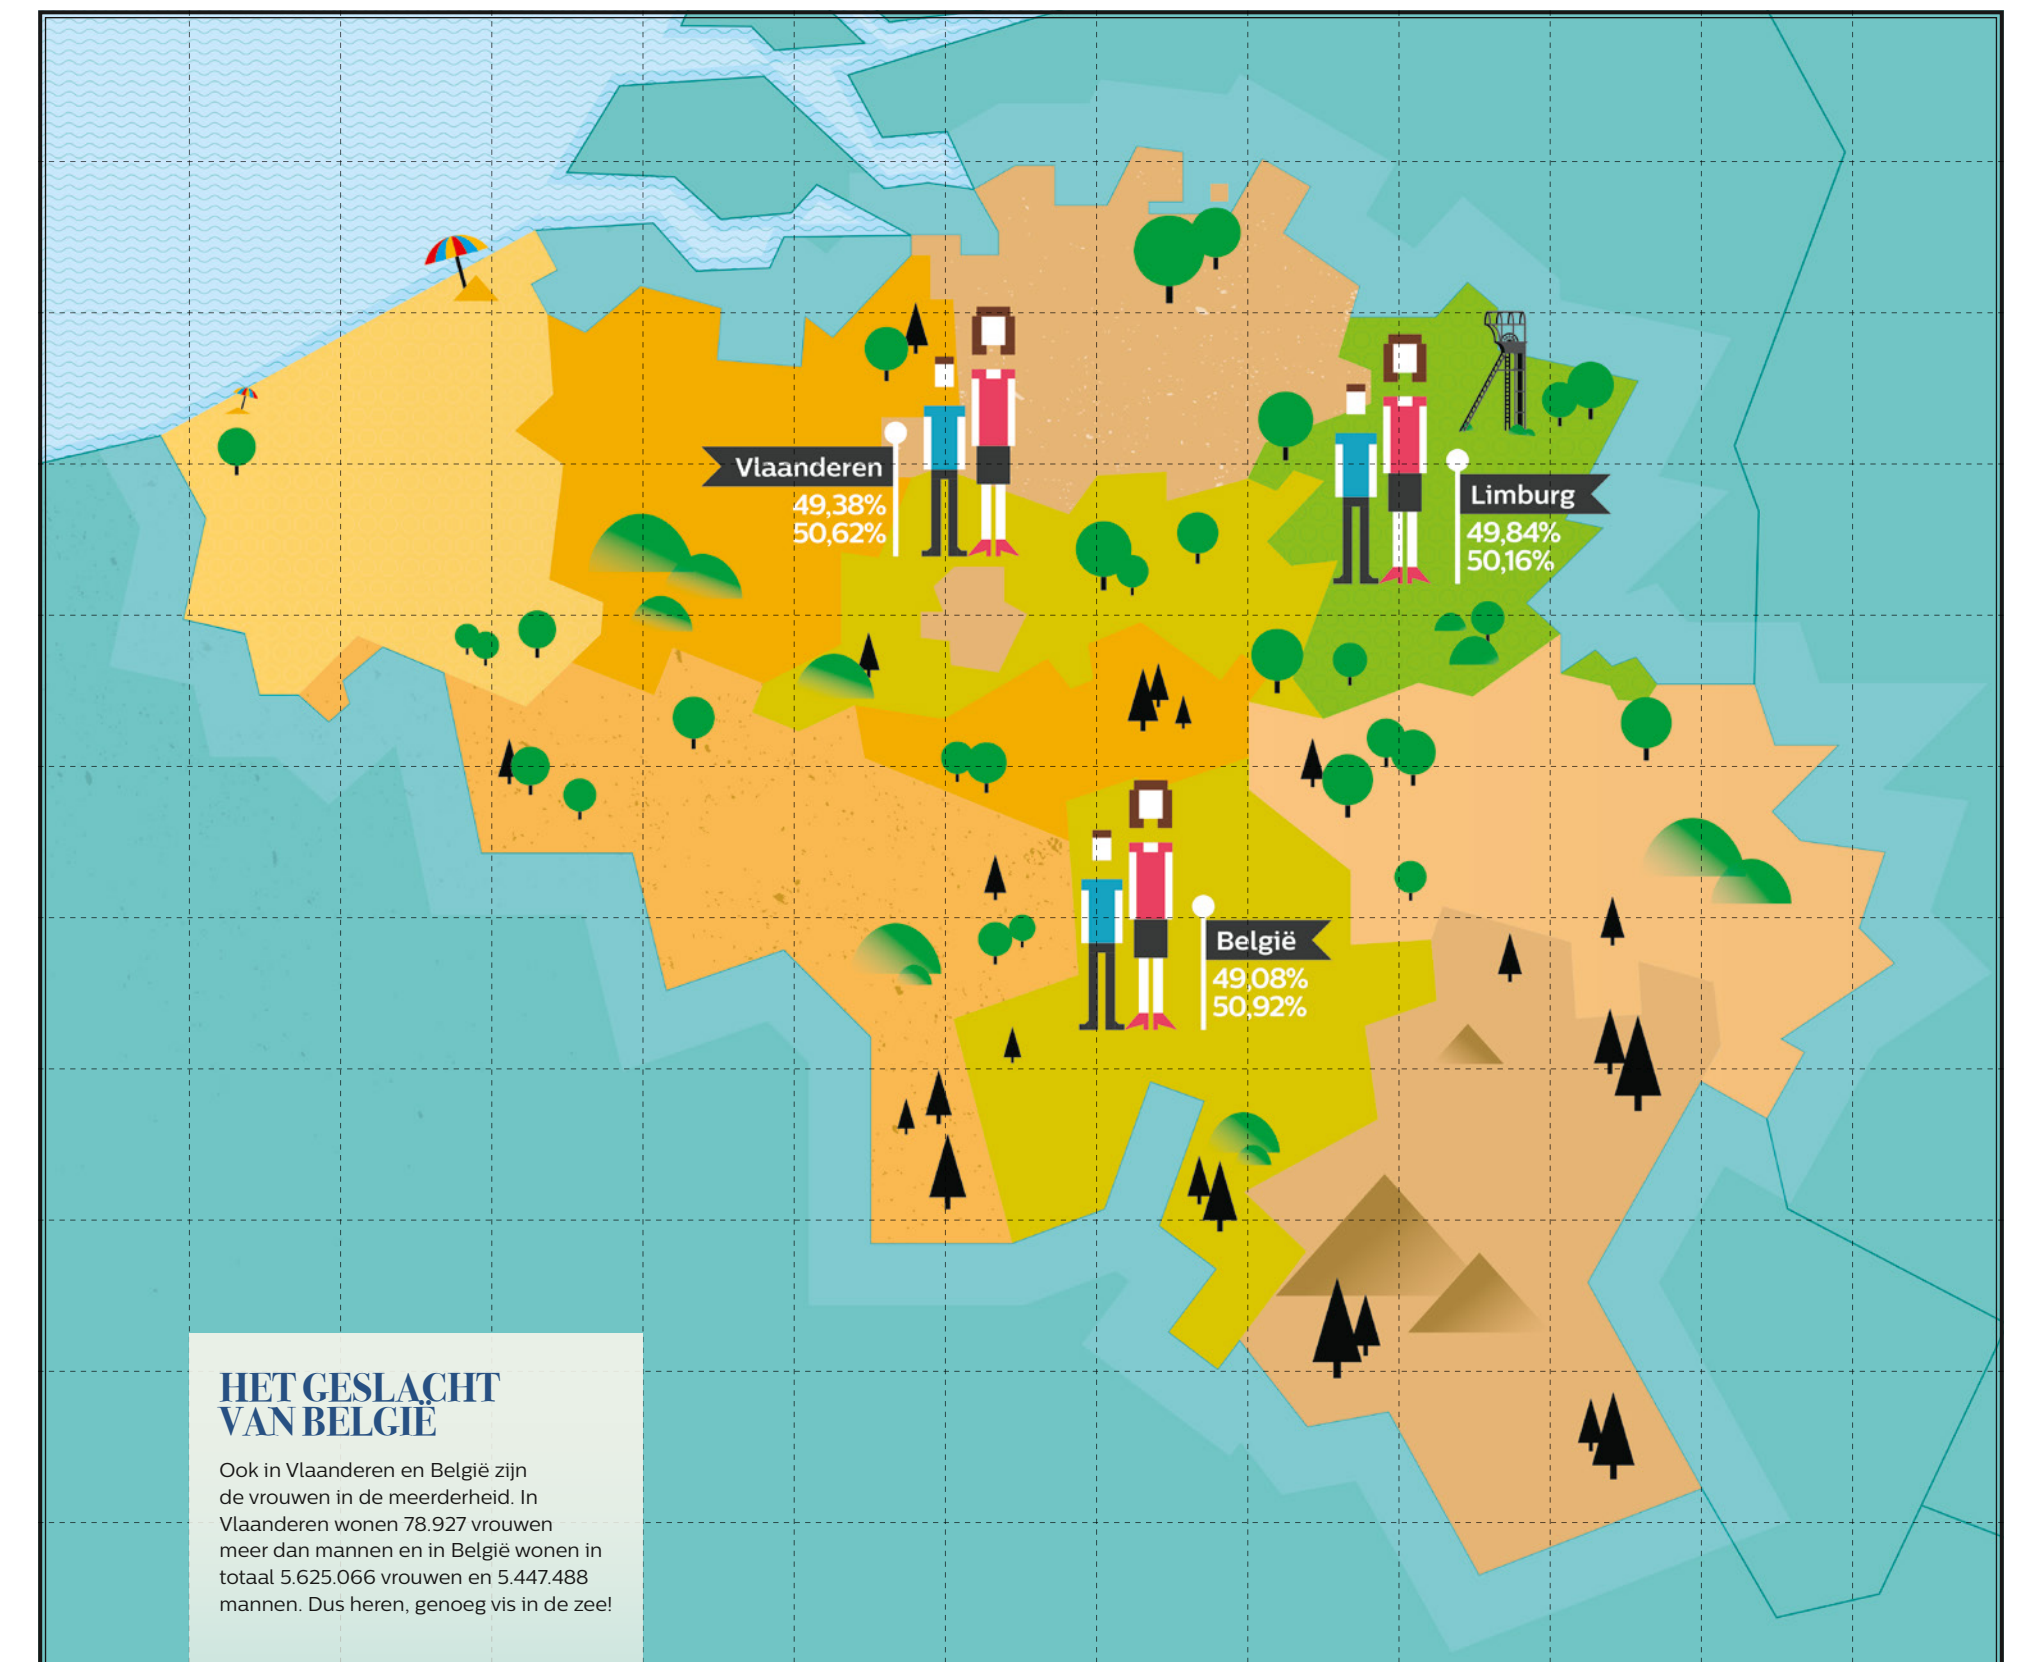 Vlaanderen
49,38%
50,62%
Limburg
49,84%
50,16%
België
49,08%
50,92%
HET GESLACHT
VAN BELGIË
Ook in Vlaanderen en België zijn
de vrouwen in de meerderheid. In
Vlaanderen wonen 78.927 vrouwen
meer dan mannen en in België wonen in
totaal 5.625.066 vrouwen en 5.447.488
mannen. Dus heren, genoeg vis in de zee!